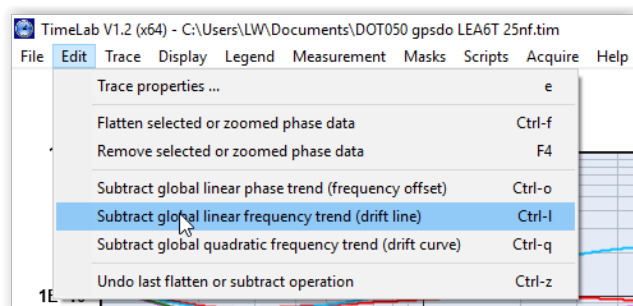 TimeLab V1.2 (x64) - C:\Users\LW\Documents\DOT050 gpsdo LEA6T 25nf.tim
File Edit Trace Display Legend Measurement Masks Scripts Acquire Help
Trace properties ... e
Flatten selected or zoomed phase data Ctrl-f
Remove selected or zoomed phase data F4
Subtract global linear phase trend (frequency offset) Ctrl-o
Subtract global linear frequency trend (drift line) Ctrl-l
Subtract global quadratic frequency trend (drift curve) Ctrl-q
Undo last flatten or subtract operation Ctrl-z